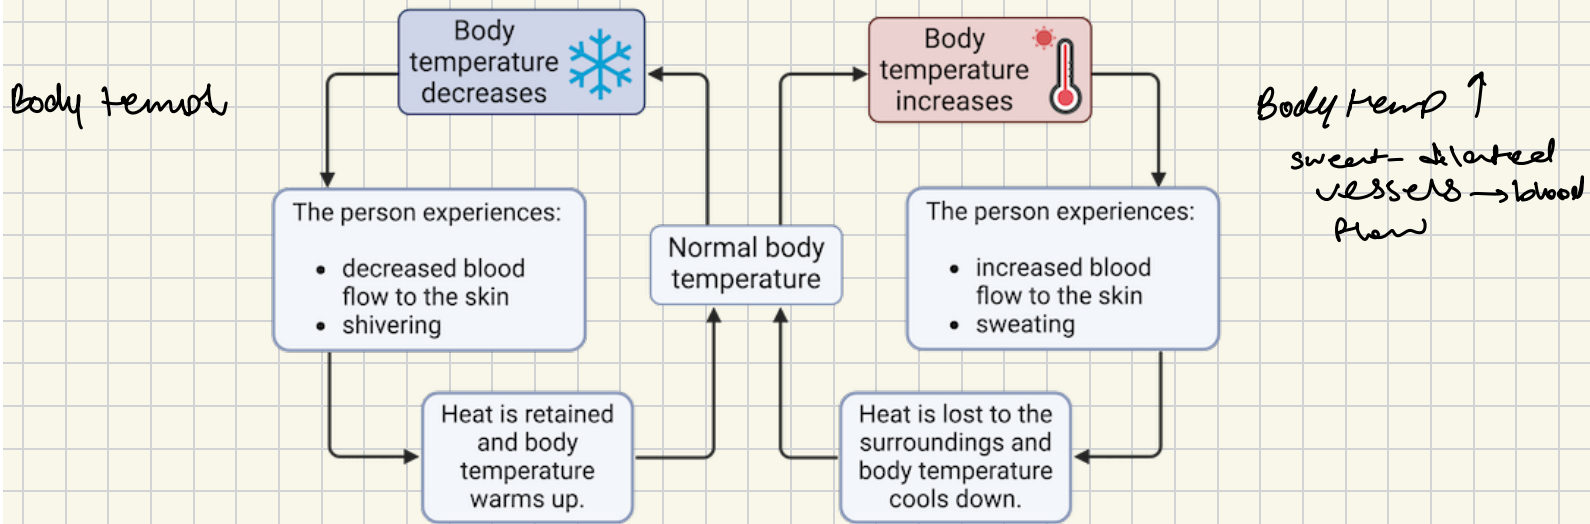 Body
temperature
decreases
Body
temperature
increases
Body temp↓
Body temp ↑
sweat - dilated
vessels → blood
flow
The person experiences:
• decreased blood
flow to the skin
• shivering
Normal body
temperature
The person experiences:
• increased blood
flow to the skin
• sweating
Heat is retained
and body
temperature
warms up.
Heat is lost to the
surroundings and
body temperature
cools down.